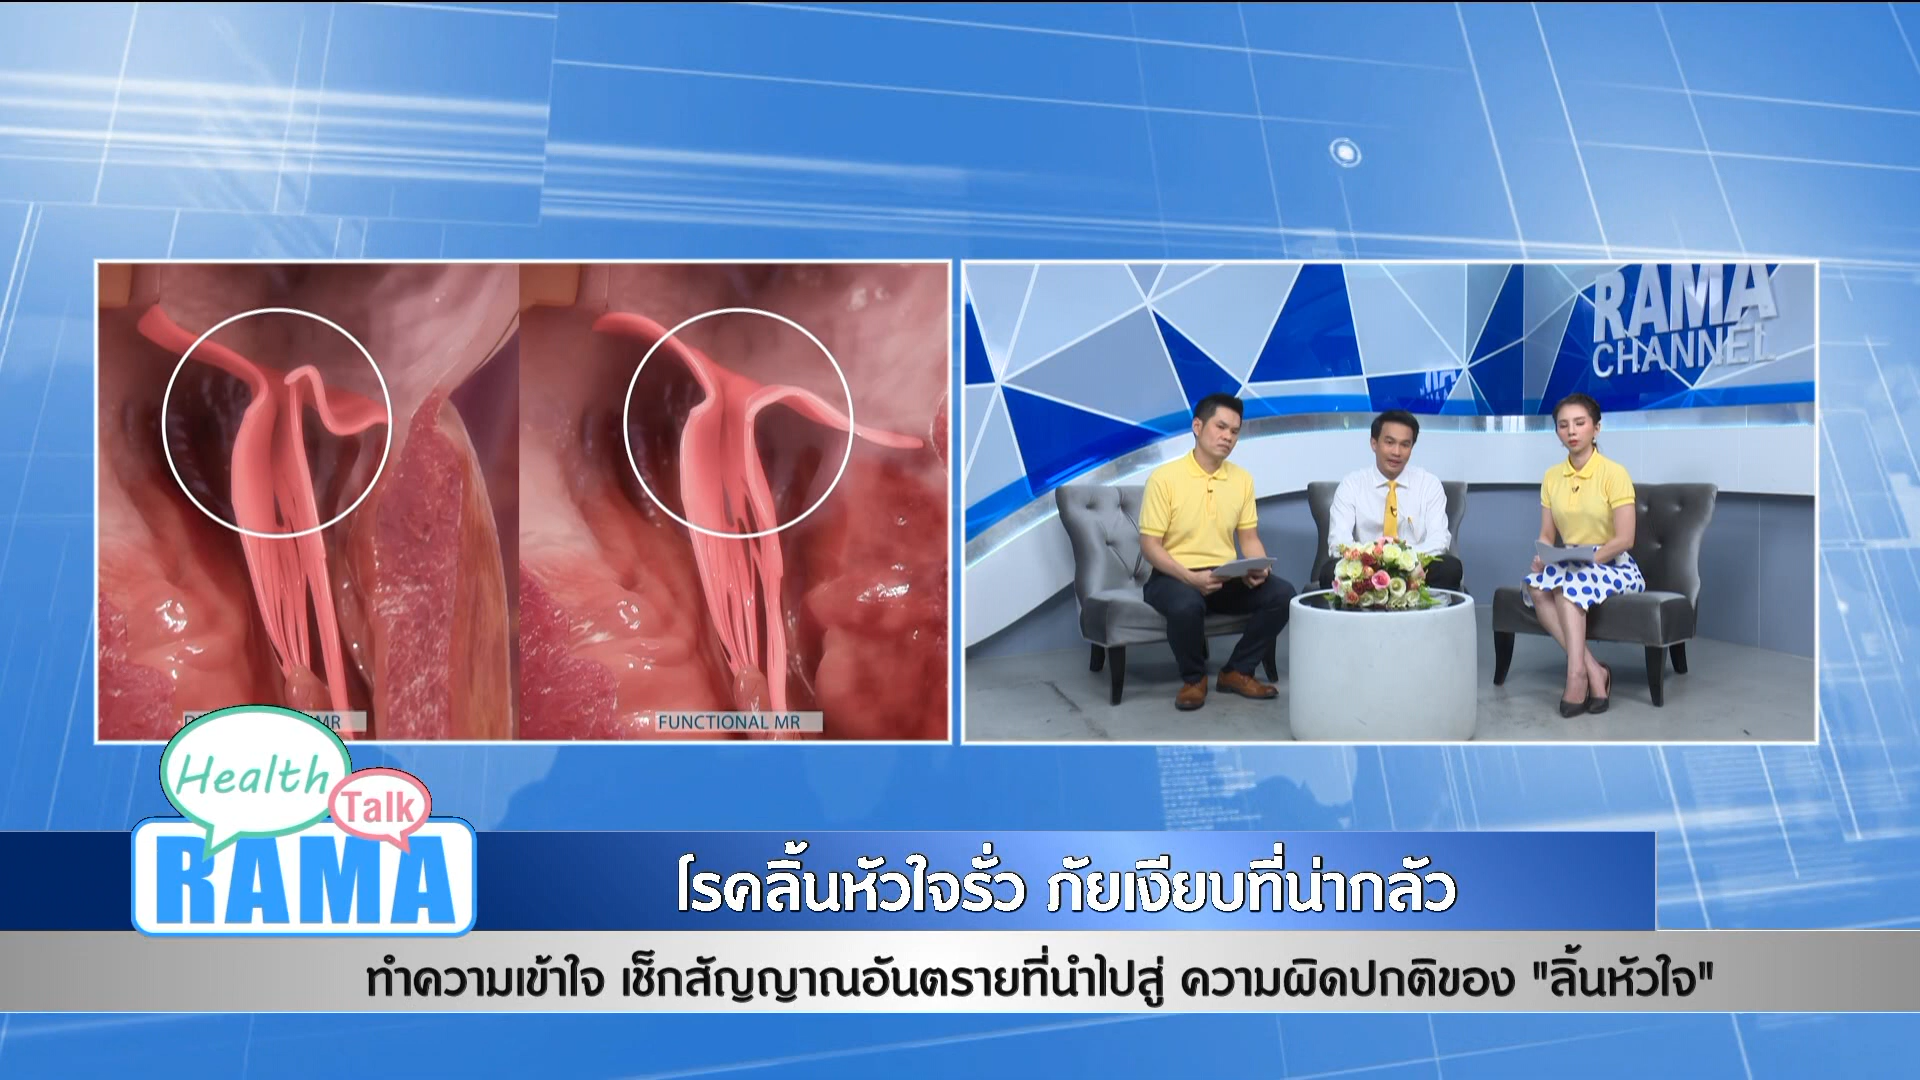 RAMA
CHANNEL
MR
FUNCTIONAL MR
Health
Talk
RAMA
โรคลิ้นหัวใจรั่ว ภัยเงียบที่น่ากลัว
ทำความเข้าใจ เช็กสัญญาณอันตรายที่นำไปสู่ ความผิดปกติของ "ลิ้นหัวใจ"